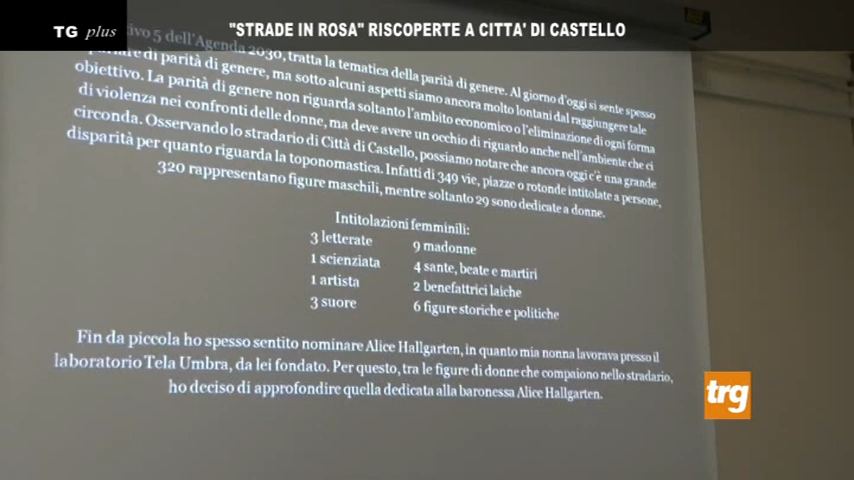 TG plus
"STRADE IN ROSA" RISCOPERTE A CITTA' DI CASTELLO
5 dell'Agenda 2030, tratta la tematica della parità di genere. Al giorno d'oggi si sente spesso
di parità di genere, ma sotto alcuni aspetti siamo ancora molto lontani dal raggiungere tale
obiettivo. La parità di genere non riguarda soltanto l'ambito economico o l'eliminazione di ogni forma
di violenza nei confronti delle donne, ma deve avere un occhio di riguardo anche nell'ambiente che ci
circonda. Osservando lo stradario di Città di Castello, possiamo notare che ancora oggi c'è una grande
disparità per quanto riguarda la toponomastica. Infatti di 349 vie, piazze o rotonde intitolate a persone,
320 rappresentano figure maschili, mentre soltanto 29 sono dedicate a donne.
Intitolazioni femminili:
3 letterate
1 scienziata
1 artista
3 suore
9 madonne
4 sante, beate e martiri
2 benefattrici laiche
6 figure storiche e politiche
Fin da piccola ho spesso sentito nominare Alice Hallgarten, in quanto mia nonna lavorava presso il
laboratorio Tela Umbra, da lei fondato. Per questo, tra le figure di donne che compaiono nello stradario,
ho deciso di approfondire quella dedicata alla baronessa Alice Hallgarten.
trg